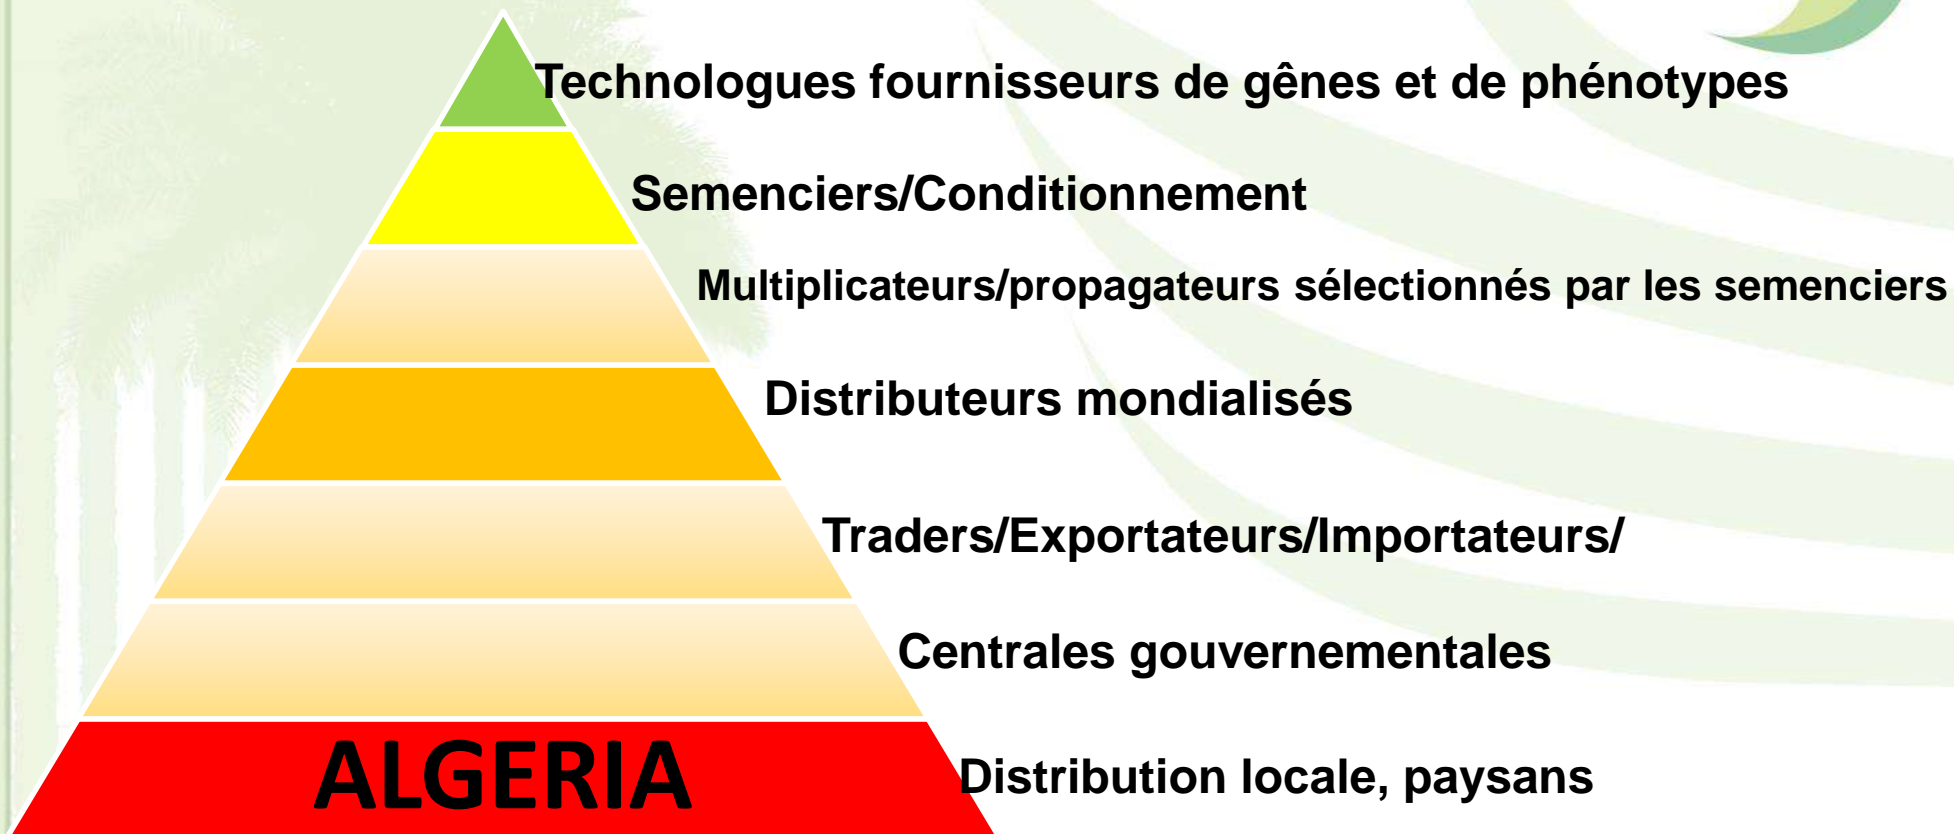 Technologues fournisseurs de gênes et de phénotypes
Semenciers/Conditionnement
Multiplicateurs/propagateurs sélectionnés par les semenciers
Distributeurs mondialisés
Traders/Exportateurs/Importateurs/
Centrales gouvernementales
ALGERIA
Distribution locale, paysans